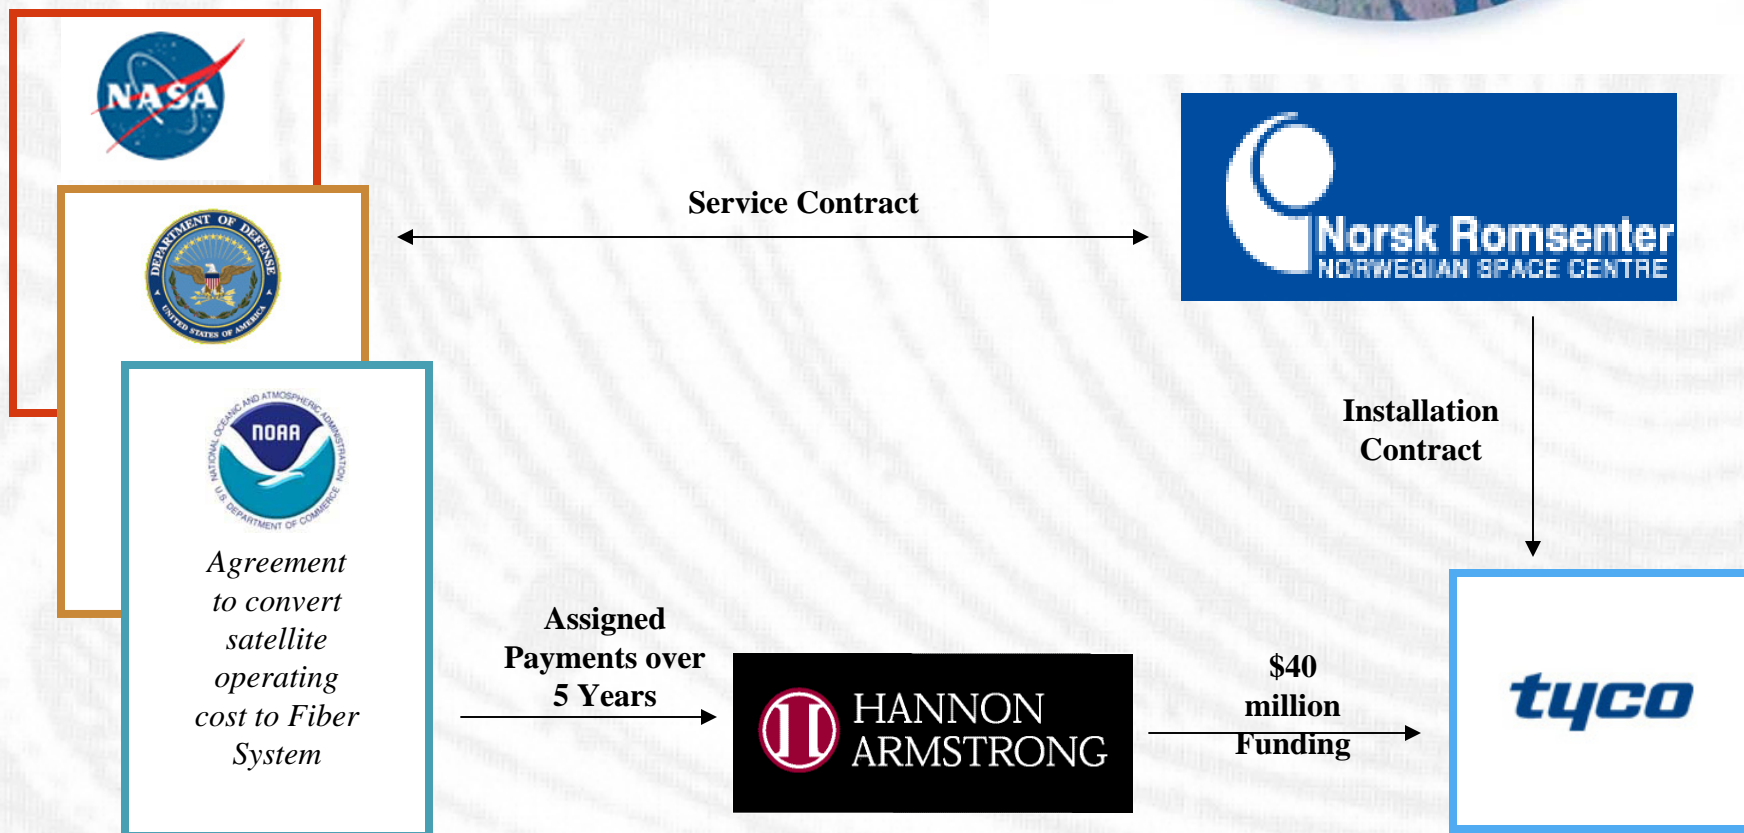 NASA
DEPARTMENT OF DEFENSE
UNITED STATES OF AMERICA
NATIONAL OCEANIC AND ATMOSPHERIC ADMINISTRATION
NOAA
U.S. DEPARTMENT OF COMMERCE
Agreement
to convert
satellite
operating
cost to Fiber
System
Service Contract
Norsk Romsenter
NORWEGIAN SPACE CENTRE
Installation
Contract
Assigned
Payments over
5 Years
HANNON
ARMSTRONG
$40
million
Funding
tyco